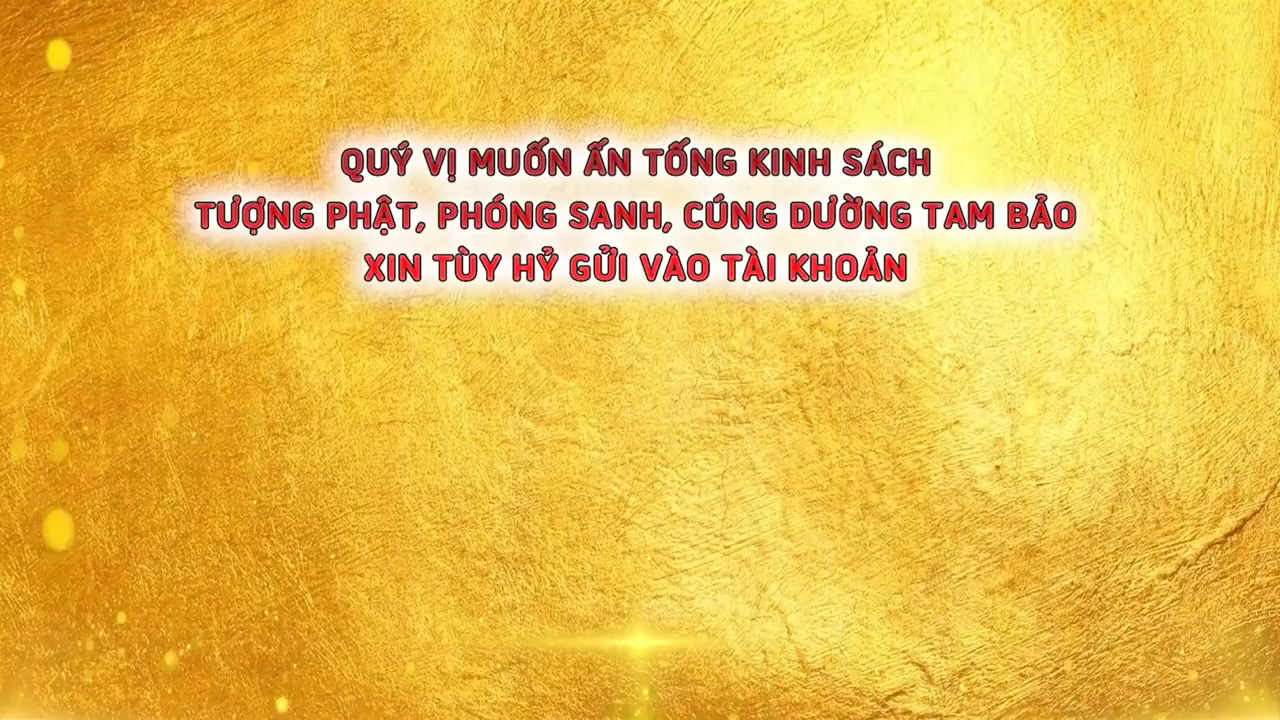 QUÝ VỊ MUỐN ẤN TỐNG KINH SÁCH
TƯỢNG PHẬT, PHÓNG SANH, CÚNG DƯỜNG TAM BẢO
XIN TÙY HỶ GỬI VÀO TÀI KHOẢN